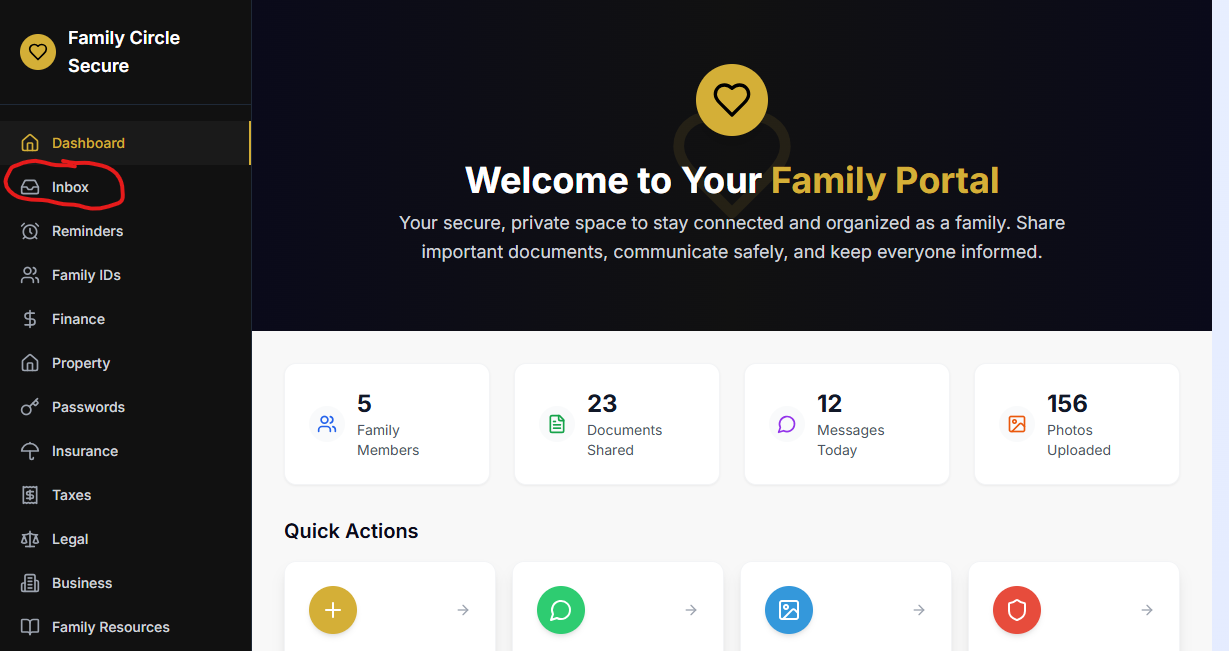 Family Circle
Secure
Dashboard
Inbox
Reminders
Family IDs
Finance
Property
Passwords
Insurance
Taxes
Legal
Business
Family Resources
Welcome to Your Family Portal
Your secure, private space to stay connected and organized as a family. Share
important documents, communicate safely, and keep everyone informed.
5
Family
Members
23
Documents
Shared
12
Messages
Today
156
Photos
Uploaded
Quick Actions